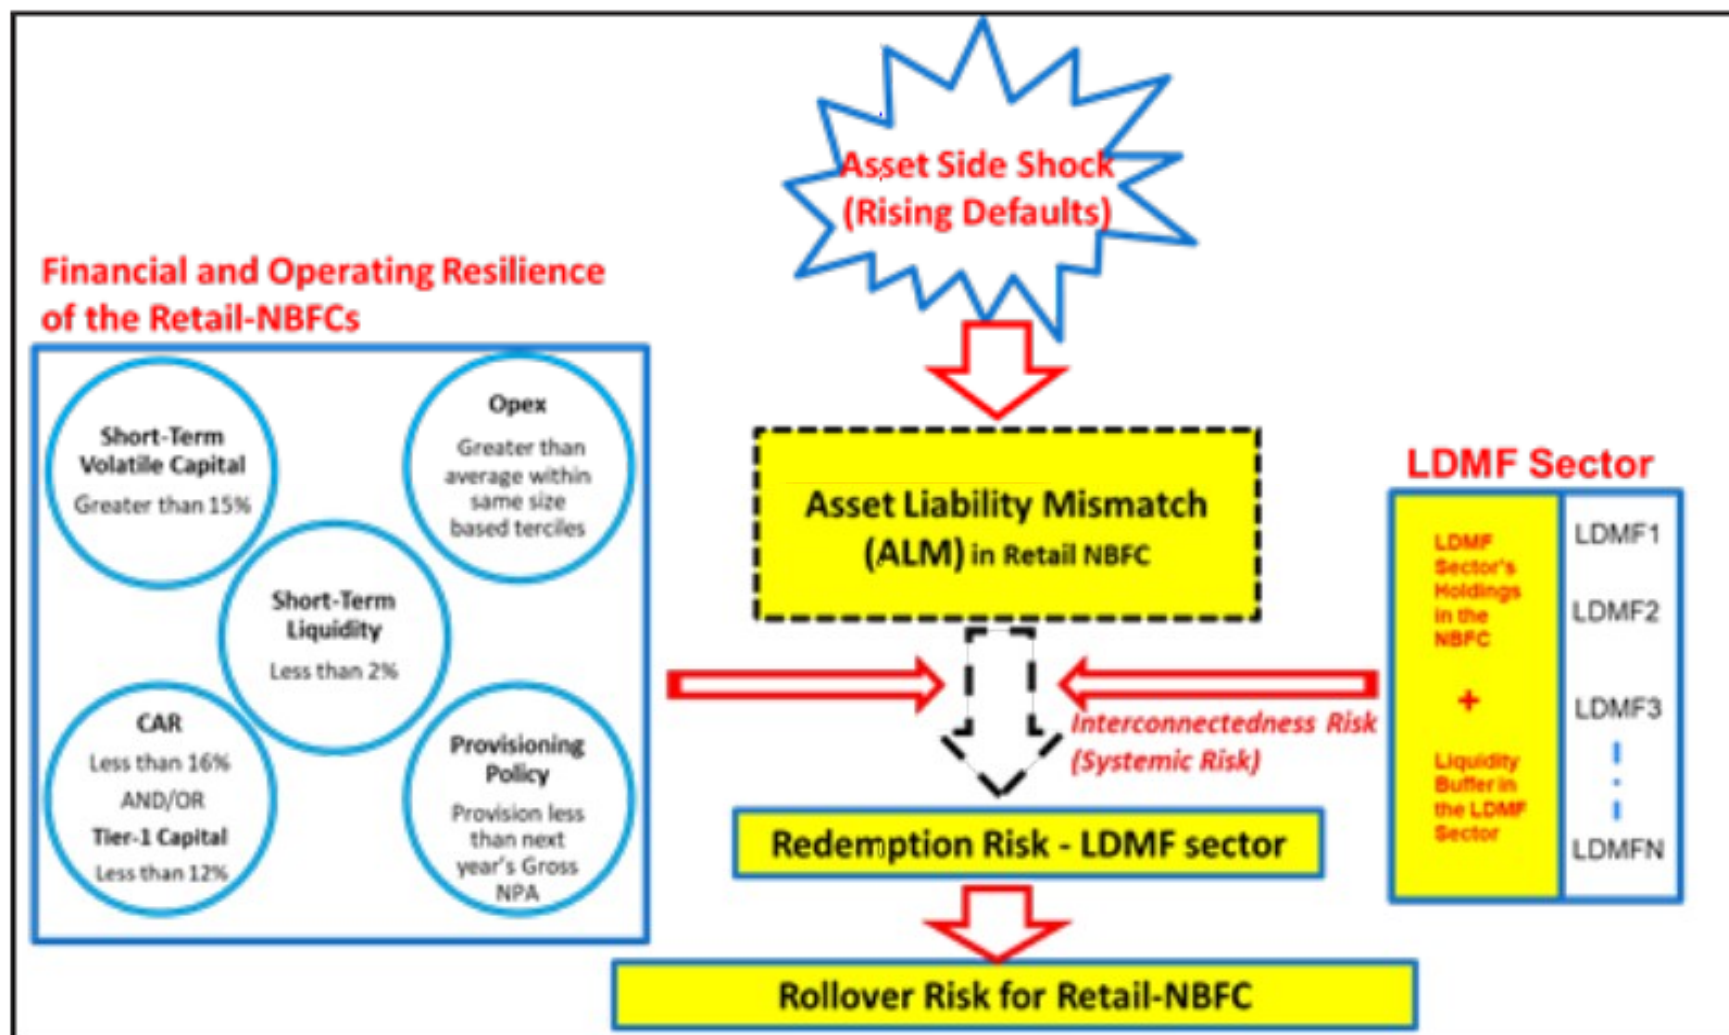 Asset Side Shock
(Rising Defaults)
Financial and Operating Resilience
of the Retail-NBFCs
Short-Term
Volatile Capital
Greater than 15%
Opex
Greater than
average within
same size
based terciles
Short-Term
Liquidity
Less than 2%
CAR
Less than 16%
AND/OR
Tier-1 Capital
Less than 12%
Provisioning
Policy
Provision less
than next
year's Gross
NPA
Asset Liability Mismatch
(ALM) in Retail NBFC
Interconnectedness Risk
(Systemic Risk)
Redemption Risk - LDMF sector
Rollover Risk for Retail-NBFC
LDMF Sector
LDMF
Sector's
Holdings
in the
NBFC
+
Liquidity
Buffer in
the LDMF
Sector
LDMF1
LDMF2
LDMF3
LDMFN